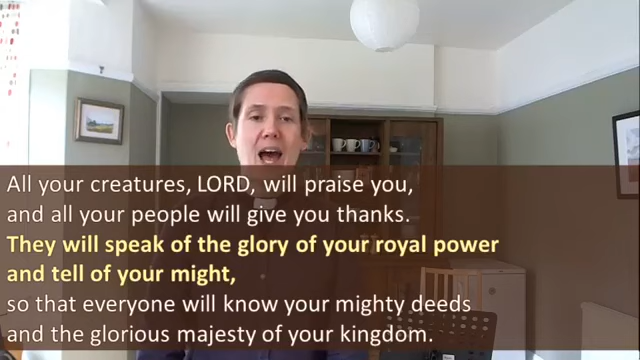 All your creatures, LORD, will praise you,
and all your people will give you thanks.
They will speak of the glory of your royal power
and tell of your might,
so that everyone will know your mighty deeds
and the glorious majesty of your kingdom.